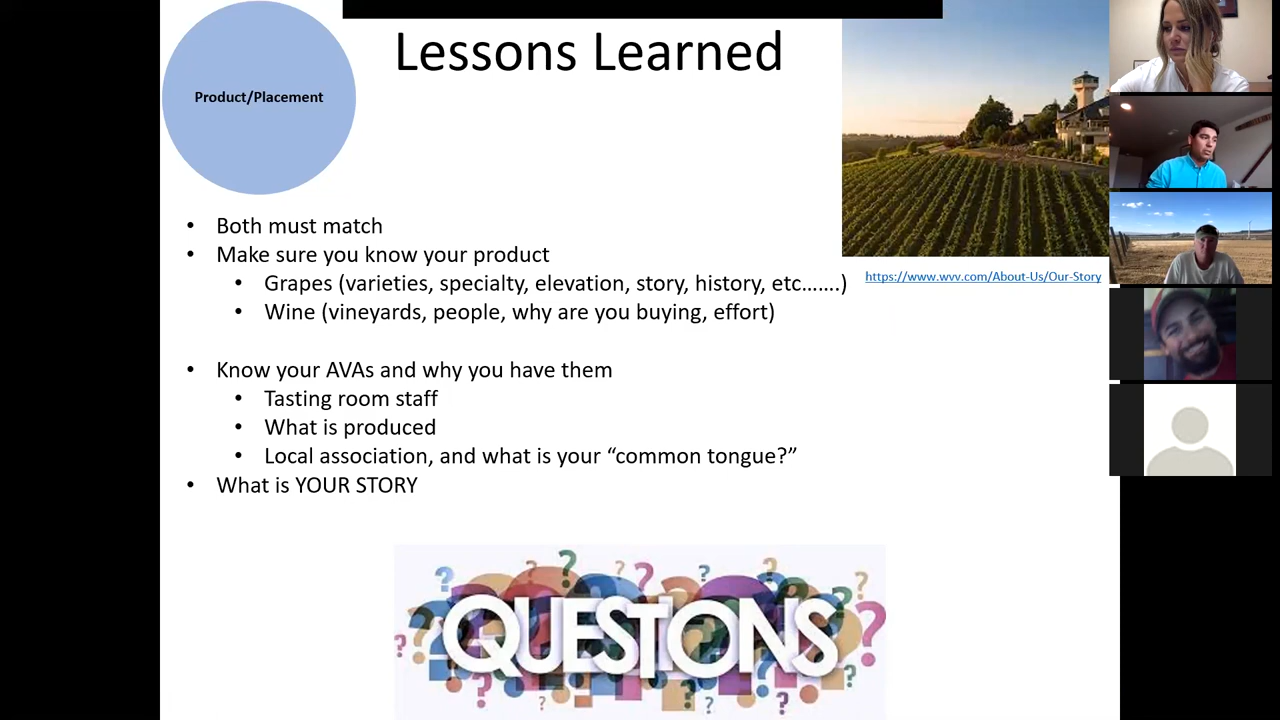 Lessons Learned
Product/Placement
• Both must match
• Make sure you know your product
• Grapes (varieties, specialty, elevation, story, history, etc…….)
https://www.wvv.com/About-Us/Our-Story
• Wine (vineyards, people, why are you buying, effort)
• Know your AVAs and why you have them
• Tasting room staff
• What is produced
• Local association, and what is your “common tongue?”
• What is YOUR STORY
QUESTIONS